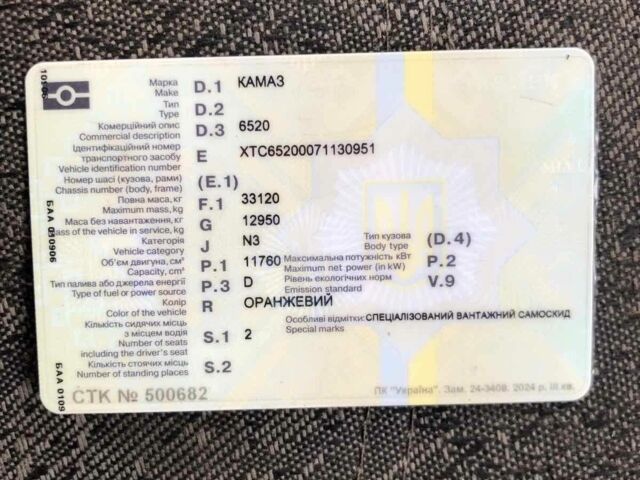 Марка D.1 КАМАЗ
Make
Тип D.2
Type
Комерційний опис D.3 6520
Commercial description
Ідентифікаційний номер
транспортного засобу E XTC65200071130951
Vehicle identification number
Номер шасі (кузова, рами) (E.1)
Chassis number (body, frame)
Повна маса, кг F.1 33120
Maximum mass, kg
Маса без навантаження, кг G 12950
Mass of the vehicle in service, kg
Категорія J N3
Vehicle category
Тип кузова (D.4)
Body type
Об'єм двигуна, см³ P.1 11760
Capacity, cm³
Максимальна потужність кВт P.2
Maximum net power (in kW)
Тип палива або джерела енергії P.3 D
Type of fuel or power source
Рівень екологічних норм V.9
Emission standard
Колір R ОРАНЖЕВИЙ
Color of the vehicle
Особливі відмітки: СПЕЦІАЛІЗОВАНИЙ ВАНТАЖНИЙ САМОСКИД
Special marks
Кількість сидячих місць
з місцем водія S.1 2
Number of seats
including the driver's seat
Кількість стоячих місць S.2
Number of standing places
СТК № 500682
ПК "Україна". Зам. 24-3408. 2024 р. III кв.
БАА 010906
БАА 0109